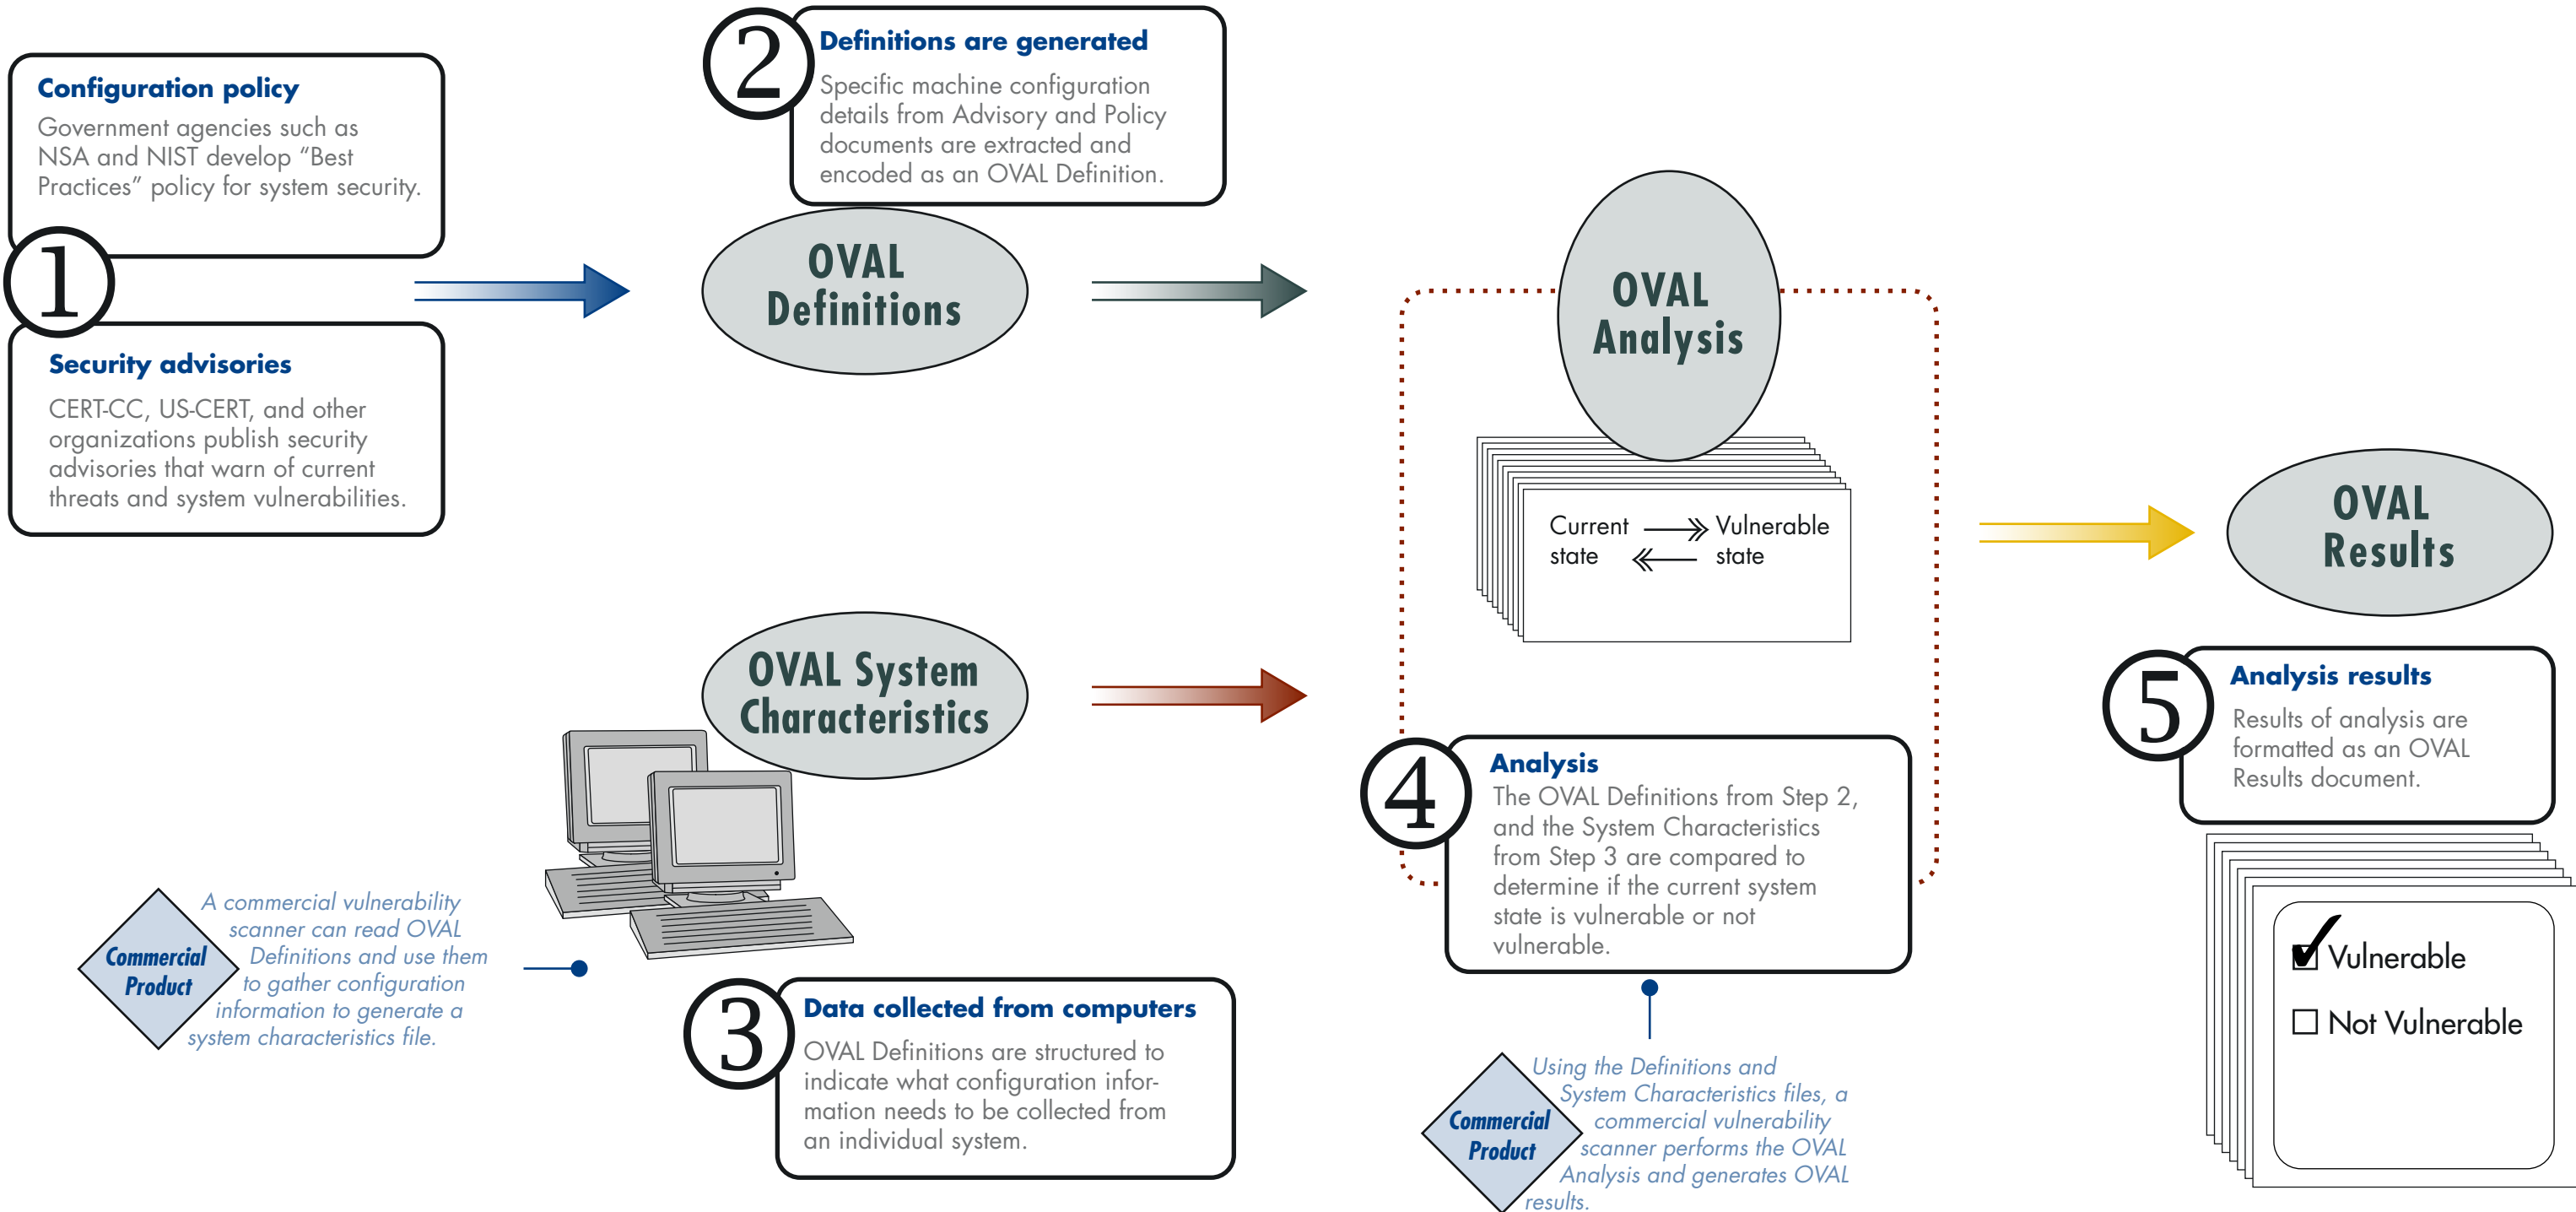 1
Configuration policy
Government agencies such as
NSA and NIST develop “Best
Practices” policy for system security.
Security advisories
CERT-CC, US-CERT, and other
organizations publish security
advisories that warn of current
threats and system vulnerabilities.
2
Definitions are generated
Specific machine configuration
details from Advisory and Policy
documents are extracted and
encoded as an OVAL Definition.
OVAL
Definitions
OVAL System
Characteristics
Commercial
Product
A commercial vulnerability
scanner can read OVAL
Definitions and use them
to gather configuration
information to generate a
system characteristics file.
3
Data collected from computers
OVAL Definitions are structured to
indicate what configuration infor-
mation needs to be collected from
an individual system.
OVAL
Analysis
Current Vulnerable
state state
4
Analysis
The OVAL Definitions from Step 2,
and the System Characteristics
from Step 3 are compared to
determine if the current system
state is vulnerable or not
vulnerable.
Commercial
Product
Using the Definitions and
System Characteristics files, a
commercial vulnerability
scanner performs the OVAL
Analysis and generates OVAL
results.
OVAL
Results
5
Analysis results
Results of analysis are
formatted as an OVAL
Results document.
Vulnerable
Not Vulnerable